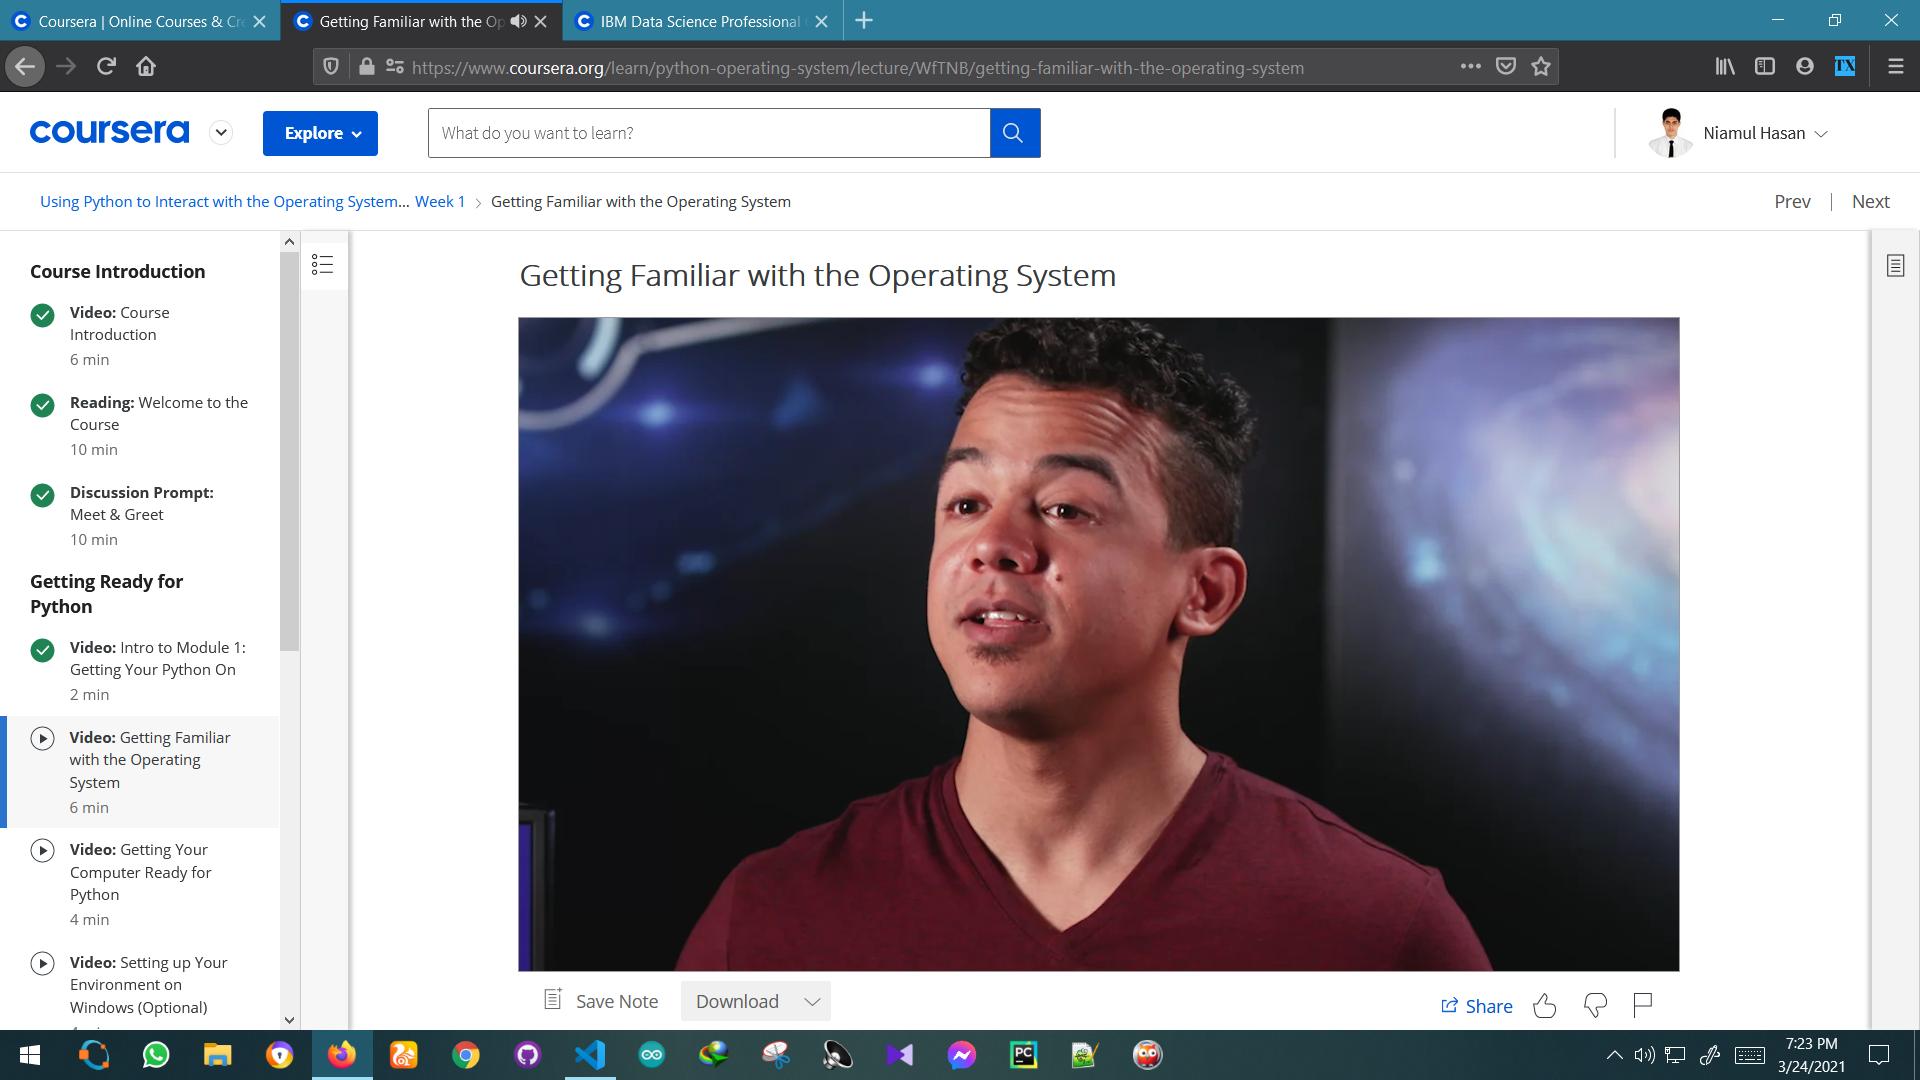 Coursera | Online Courses & Cr
Getting Familiar with the Op
IBM Data Science Professional
https://www.coursera.org/learn/python-operating-system/lecture/WfTNB/getting-familiar-with-the-operating-system
TX
coursera
Explore
What do you want to learn?
Niamul Hasan
Using Python to Interact with the Operating System... Week 1 > Getting Familiar with the Operating System
Prev | Next
Course Introduction
Video: Course
Introduction
6 min
Reading: Welcome to the
Course
10 min
Discussion Prompt:
Meet & Greet
10 min
Getting Ready for
Python
Video: Intro to Module 1:
Getting Your Python On
2 min
Video: Getting Familiar
with the Operating
System
6 min
Video: Getting Your
Computer Ready for
Python
4 min
Video: Setting up Your
Environment on
Windows (Optional)
Getting Familiar with the Operating System
Save Note
Download
Share
PC
7:23 PM
3/24/2021